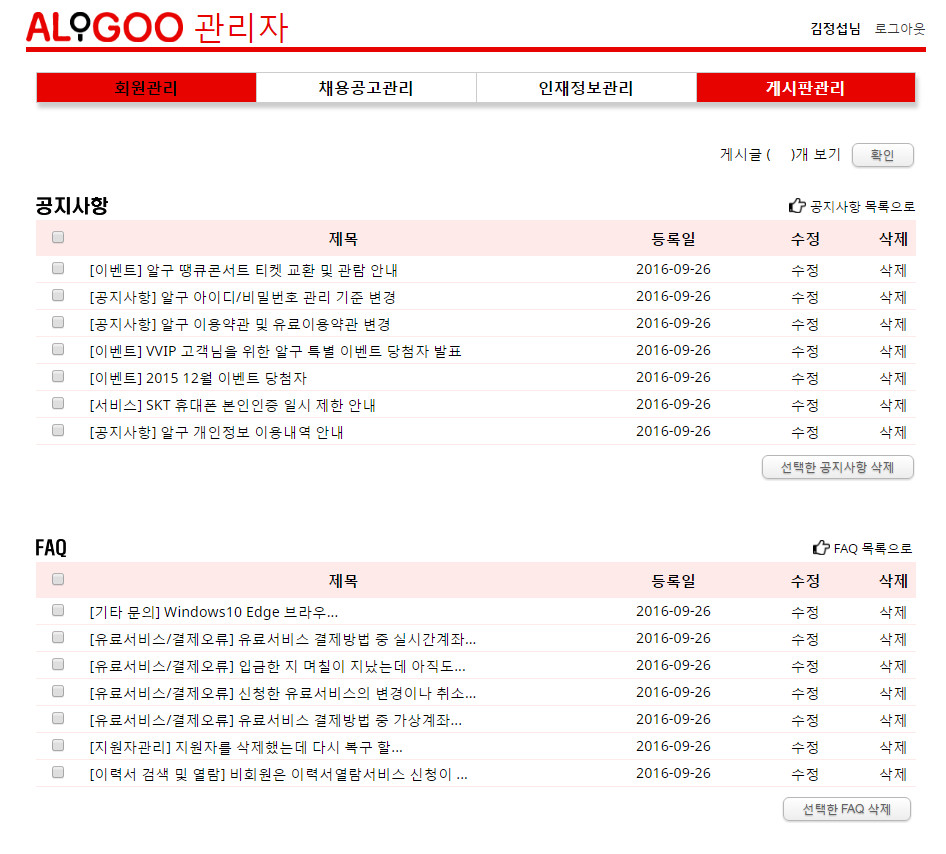 ALOGOO 관리자
김정섭님 로그아웃
회원관리 채용공고관리 인재정보관리 게시판관리
게시글 ( )개 보기 확인
공지사항 공지사항 목록으로
제목 등록일 수정 삭제
[이벤트] 알구 땡큐콘서트 티켓 교환 및 관람 안내 2016-09-26 수정 삭제
[공지사항] 알구 아이디/비밀번호 관리 기준 변경 2016-09-26 수정 삭제
[공지사항] 알구 이용약관 및 유료이용약관 변경 2016-09-26 수정 삭제
[이벤트] VVIP 고객님을 위한 알구 특별 이벤트 당첨자 발표 2016-09-26 수정 삭제
[이벤트] 2015 12월 이벤트 당첨자 2016-09-26 수정 삭제
[서비스] SKT 휴대폰 본인인증 일시 제한 안내 2016-09-26 수정 삭제
[공지사항] 알구 개인정보 이용내역 안내 2016-09-26 수정 삭제
선택한 공지사항 삭제
FAQ FAQ 목록으로
제목 등록일 수정 삭제
[기타 문의] Windows10 Edge 브라우... 2016-09-26 수정 삭제
[유료서비스/결제오류] 유료서비스 결제방법 중 실시간계좌... 2016-09-26 수정 삭제
[유료서비스/결제오류] 입금한 지 며칠이 지났는데 아직도... 2016-09-26 수정 삭제
[유료서비스/결제오류] 신청한 유료서비스의 변경이나 취소... 2016-09-26 수정 삭제
[유료서비스/결제오류] 유료서비스 결제방법 중 가상계좌... 2016-09-26 수정 삭제
[지원자관리] 지원자를 삭제했는데 다시 복구 할... 2016-09-26 수정 삭제
[이력서 검색 및 열람] 비회원은 이력서열람서비스 신청이 ... 2016-09-26 수정 삭제
선택한 FAQ 삭제